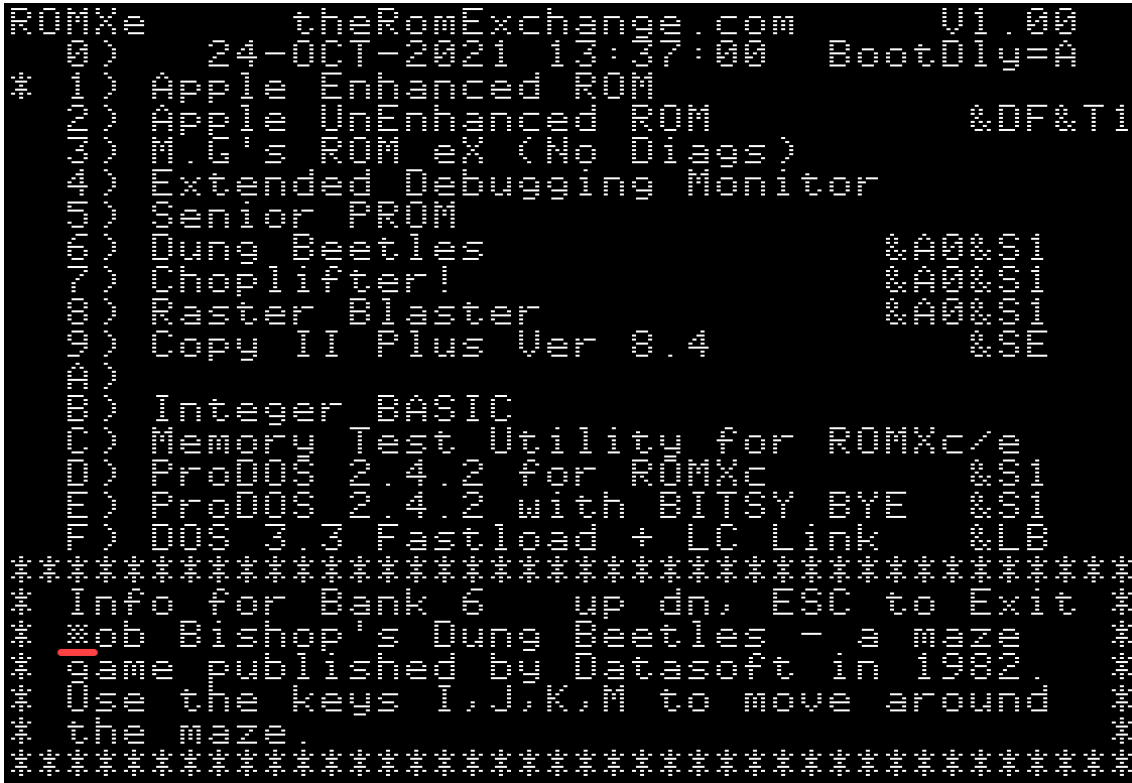 ROMXe theRomExchange.com V1.00
0) 24-OCT-2021 13:37:00 BootDly=A
* 1) Apple Enhanced ROM
2) Apple UnEnhanced ROM &DF&T1
3) M.G's ROM eX (No Diags)
4) Extended Debugging Monitor
5) Senior PROM
6) Dung Beetles &A0&S1
7) Choplifter! &A0&S1
8) Raster Blaster &A0&S1
9) Copy II Plus Ver 8.4 &SE
A)
B) Integer BASIC
C) Memory Test Utility for ROMXc/e
D) ProDOS 2.4.2 for ROMXc &S1
E) ProDOS 2.4.2 with BITSY BYE &S1
F) DOS 3.3 Fastload + LC Link &LB
****************************************
* Info for Bank 6 up dn, ESC to Exit *
* ob Bishop's Dung Beetles - a maze *
* game published by Datasoft in 1982. *
* Use the keys I,J,K,M to move around *
* the maze. *
****************************************